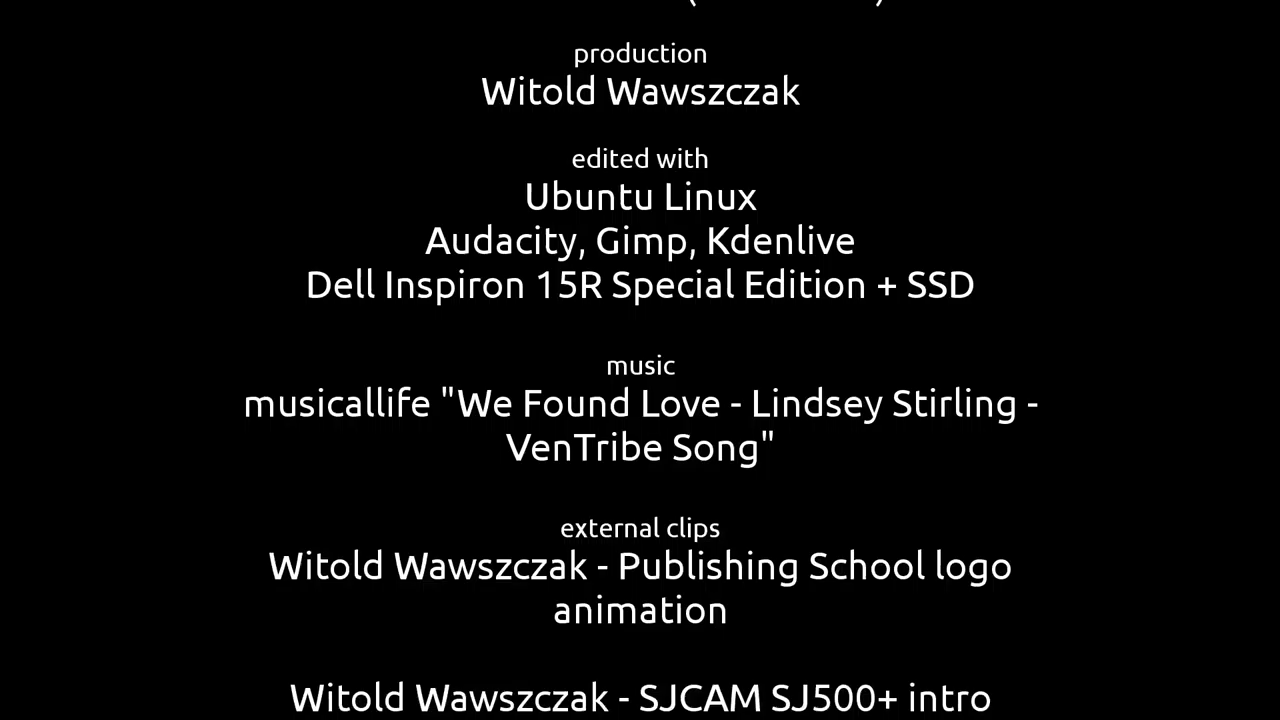 production
Witold Wawszczak
edited with
Ubuntu Linux
Audacity, Gimp, Kdenlive
Dell Inspiron 15R Special Edition + SSD
music
musicallife "We Found Love - Lindsey Stirling -
VenTribe Song"
external clips
Witold Wawszczak - Publishing School logo
animation
Witold Wawszczak - SJCAM SJ500+ intro